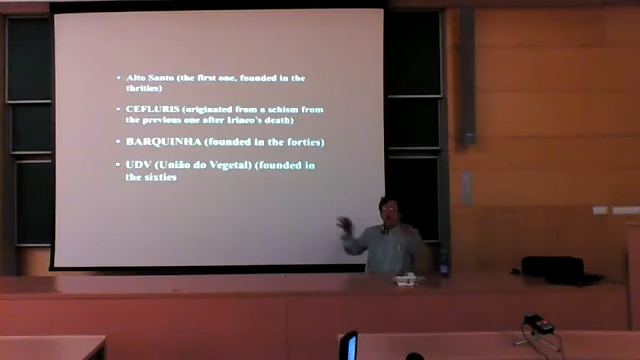 • Alto Santo (the first one, founded in the
thrities)
• CEFLURIS (originated from a schism from
the previous one after Irineo's death)
• BARQUINHA (founded in the forties)
• UDV (União do Vegetal) (founded in
the sixties